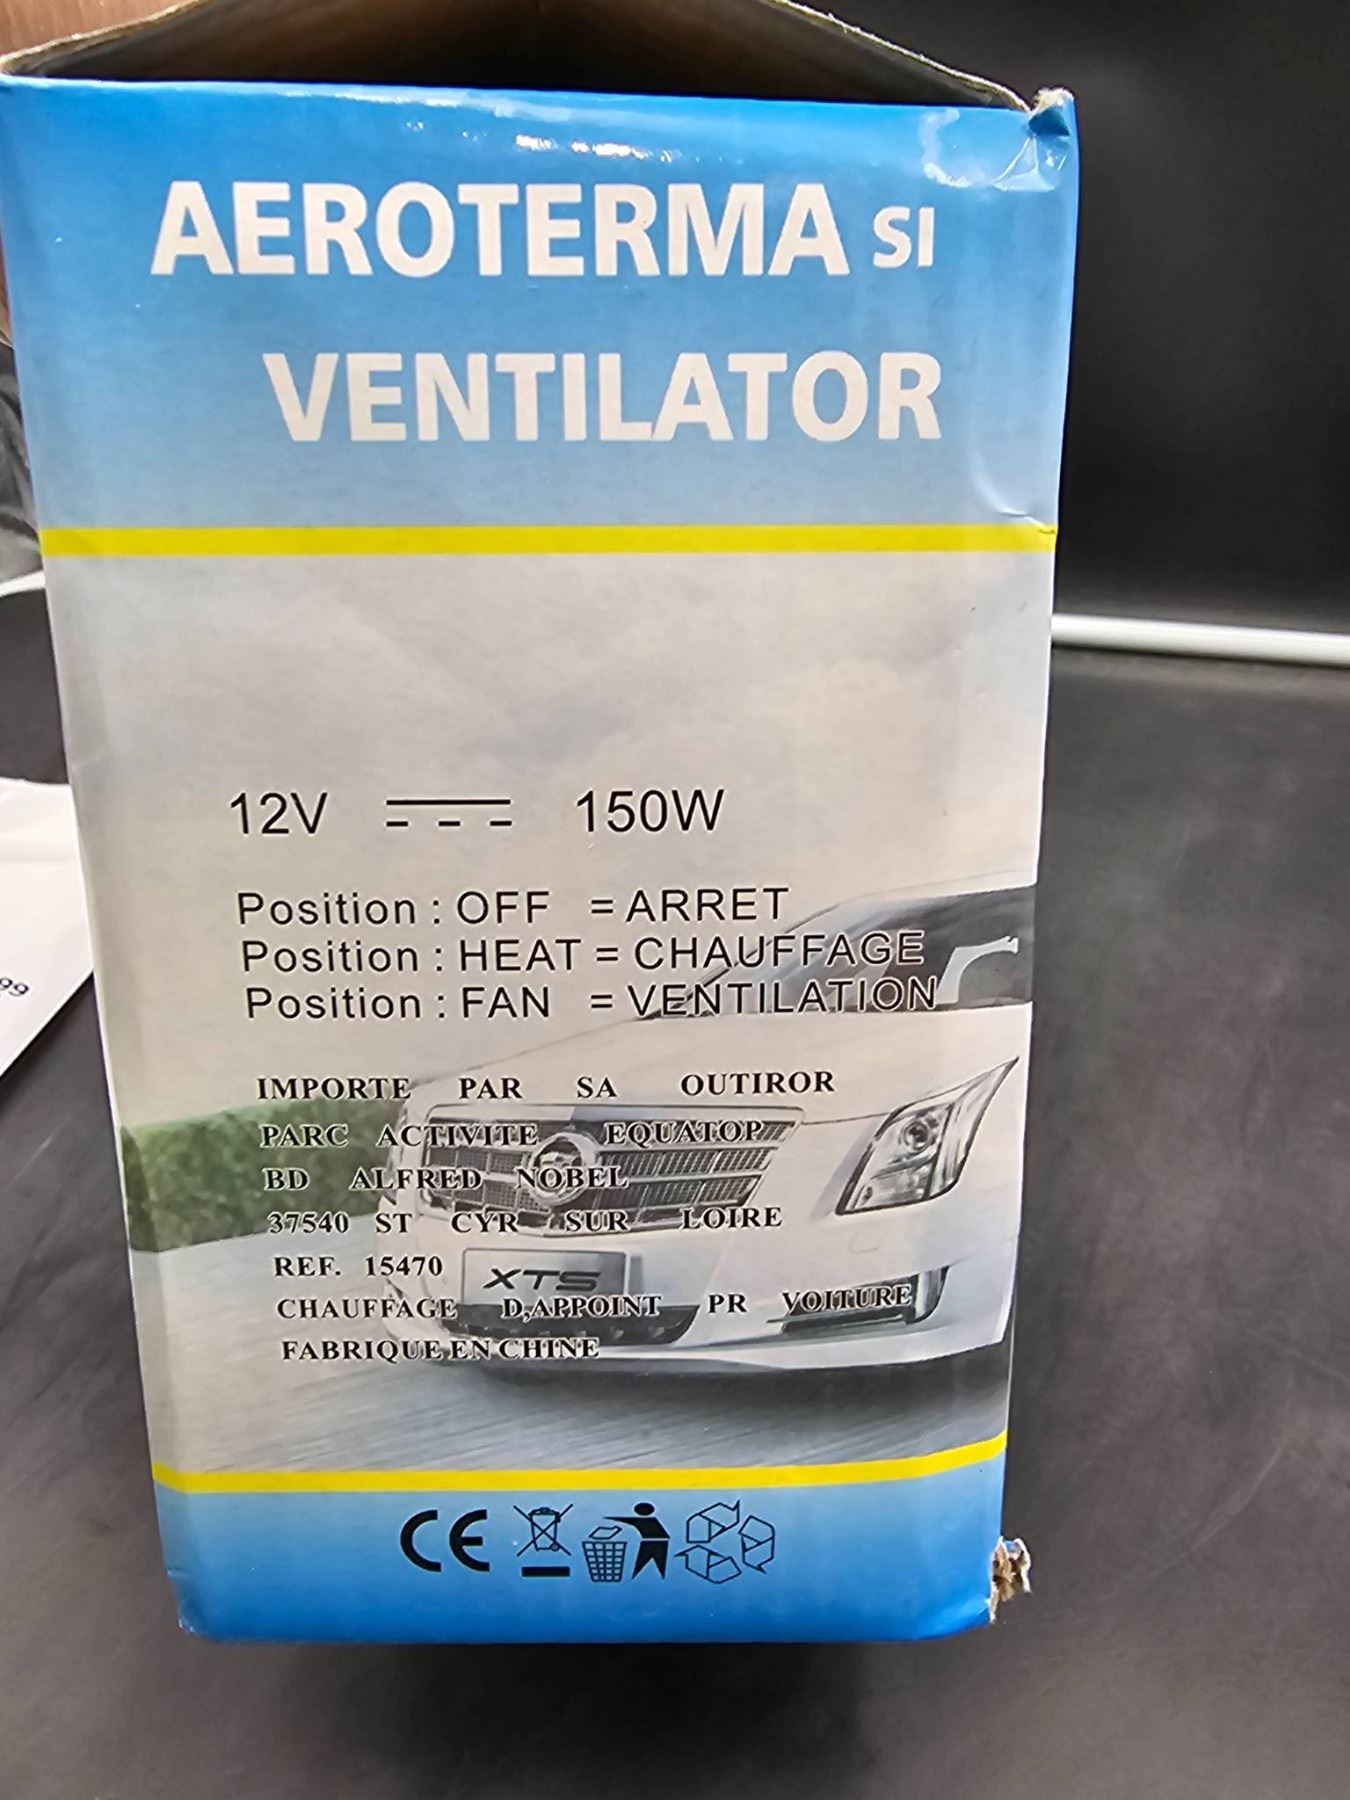 AEROTERMA SI
VENTILATOR
12V 150W
Position : OFF = ARRET
Position : HEAT = CHAUFFAGE
Position : FAN = VENTILATION
IMPORTE PAR SA OUTIROR
PARC ACTIVITE EQUATOP
BD ALFRED NOBEL
37540 ST CYR SUR LOIRE
REF. 15470
XTS
CHAUFFAGE D,APPOINT PR VOITURE
FABRIQUE EN CHINE
CE